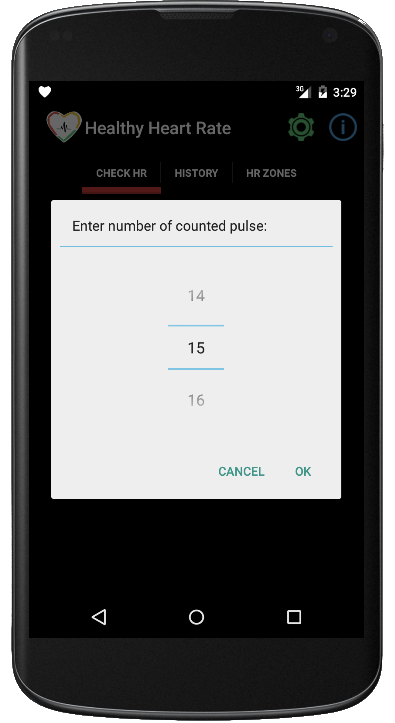 3G 3:29
Healthy Heart Rate
CHECK HR HISTORY HR ZONES
Enter number of counted pulse:
14
15
16
CANCEL OK